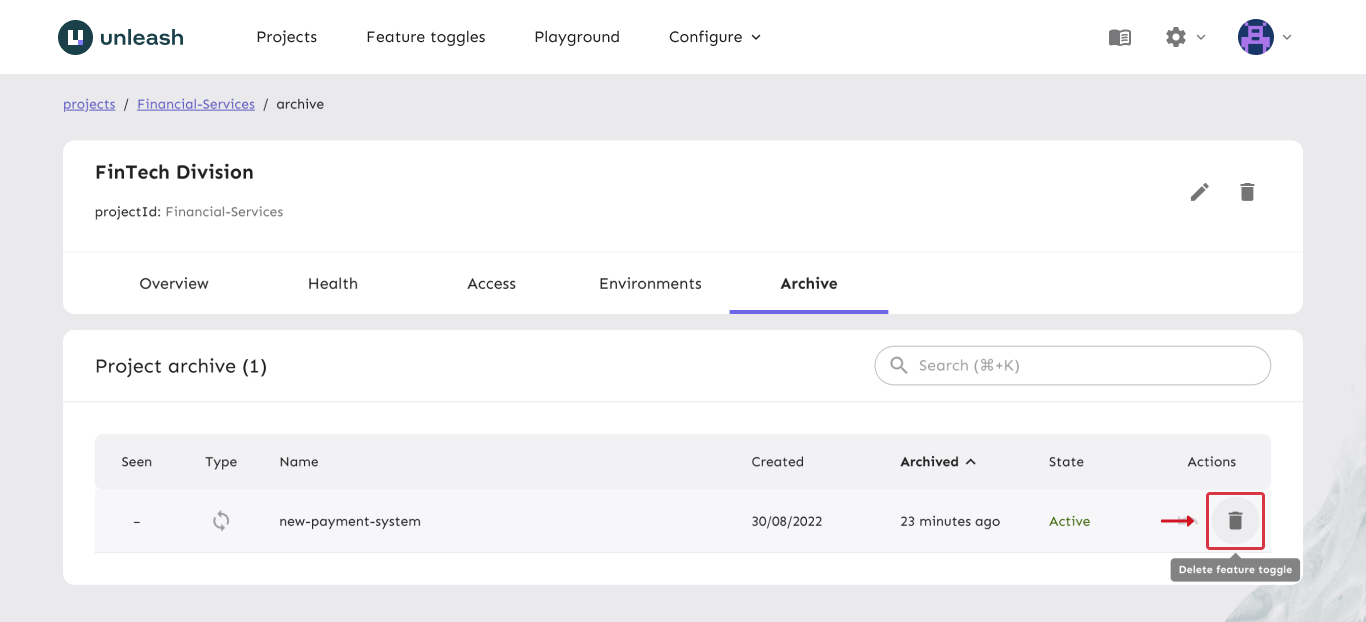 unleash Projects Feature toggles Playground Configure
projects / Financial-Services / archive
FinTech Division
projectId: Financial-Services
Overview Health Access Environments Archive
Project archive (1) Search (⌘+K)
Seen Type Name Created Archived State Actions
– new-payment-system 30/08/2022 23 minutes ago Active
Delete feature toggle